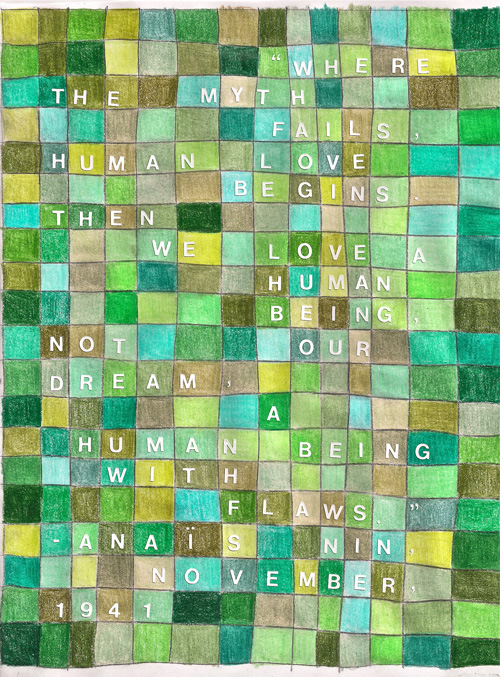 “WHERE
THE MYTH
FAILS,
HUMAN LOVE
BEGINS.
THEN
WE LOVE A
HUMAN
BEING,
NOT OUR
DREAM,
A
HUMAN BEING
WITH
FLAWS.”
-ANAÏS NIN,
NOVEMBER,
1941